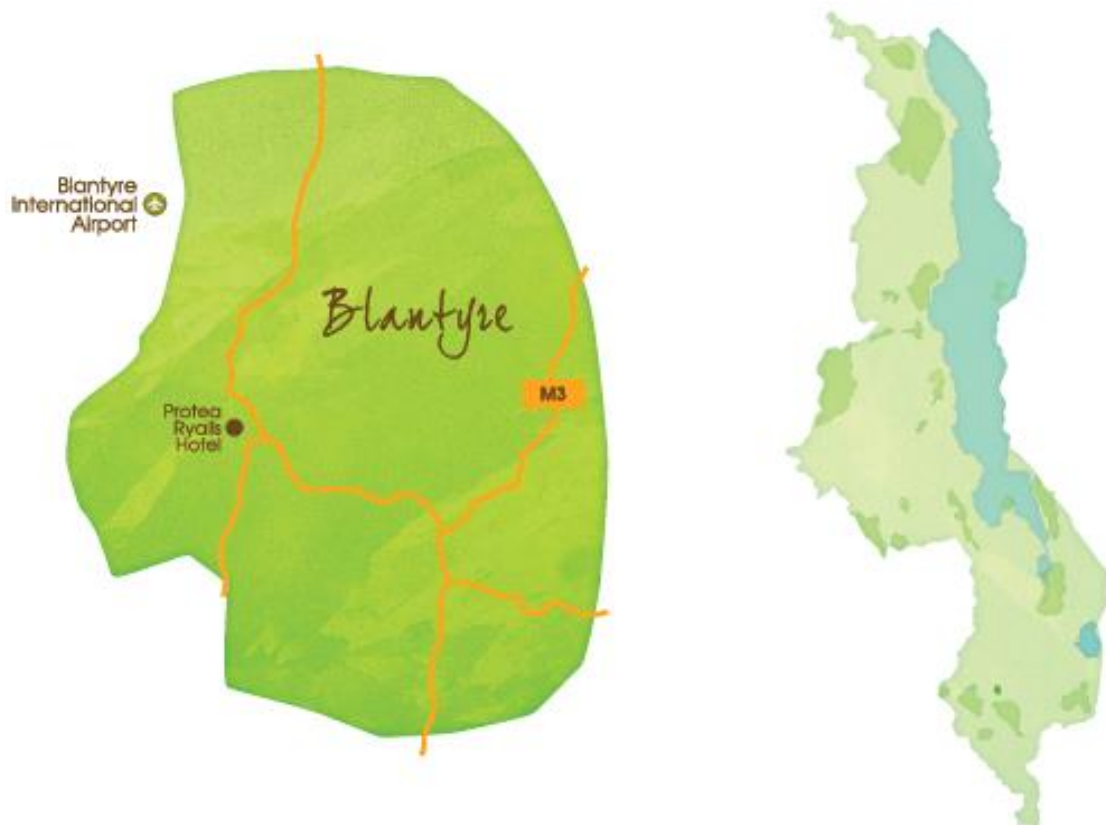 Blantyre
International
Airport
Blantyre
M3
Protea
Ryalls
Hotel